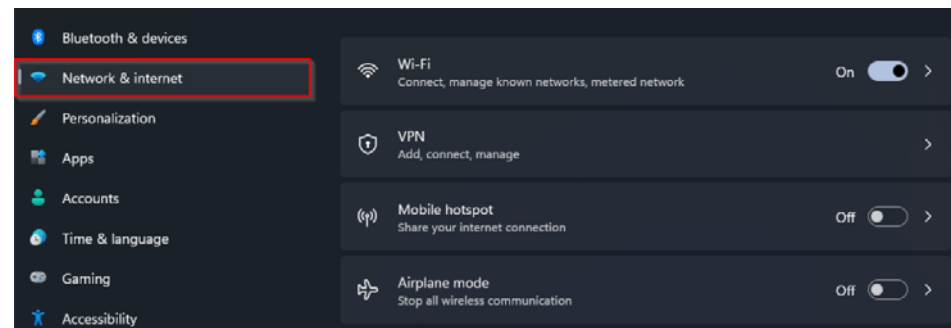 Bluetooth & devices
Network & internet
Personalization
Apps
Accounts
Time & language
Gaming
Accessibility
Wi-Fi
Connect, manage known networks, metered network
On
VPN
Add, connect, manage
Mobile hotspot
Share your internet connection
Off
Airplane mode
Stop all wireless communication
Off